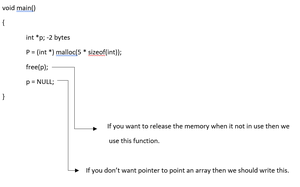 void main()
{
int *p; -2 bytes
P = (int *) malloc(5 * sizeof(int));
free(p);
p = NULL;
}
If you want to release the memory when it not in use then we
use this function.
If you don't want pointer to point an array then we should write this.